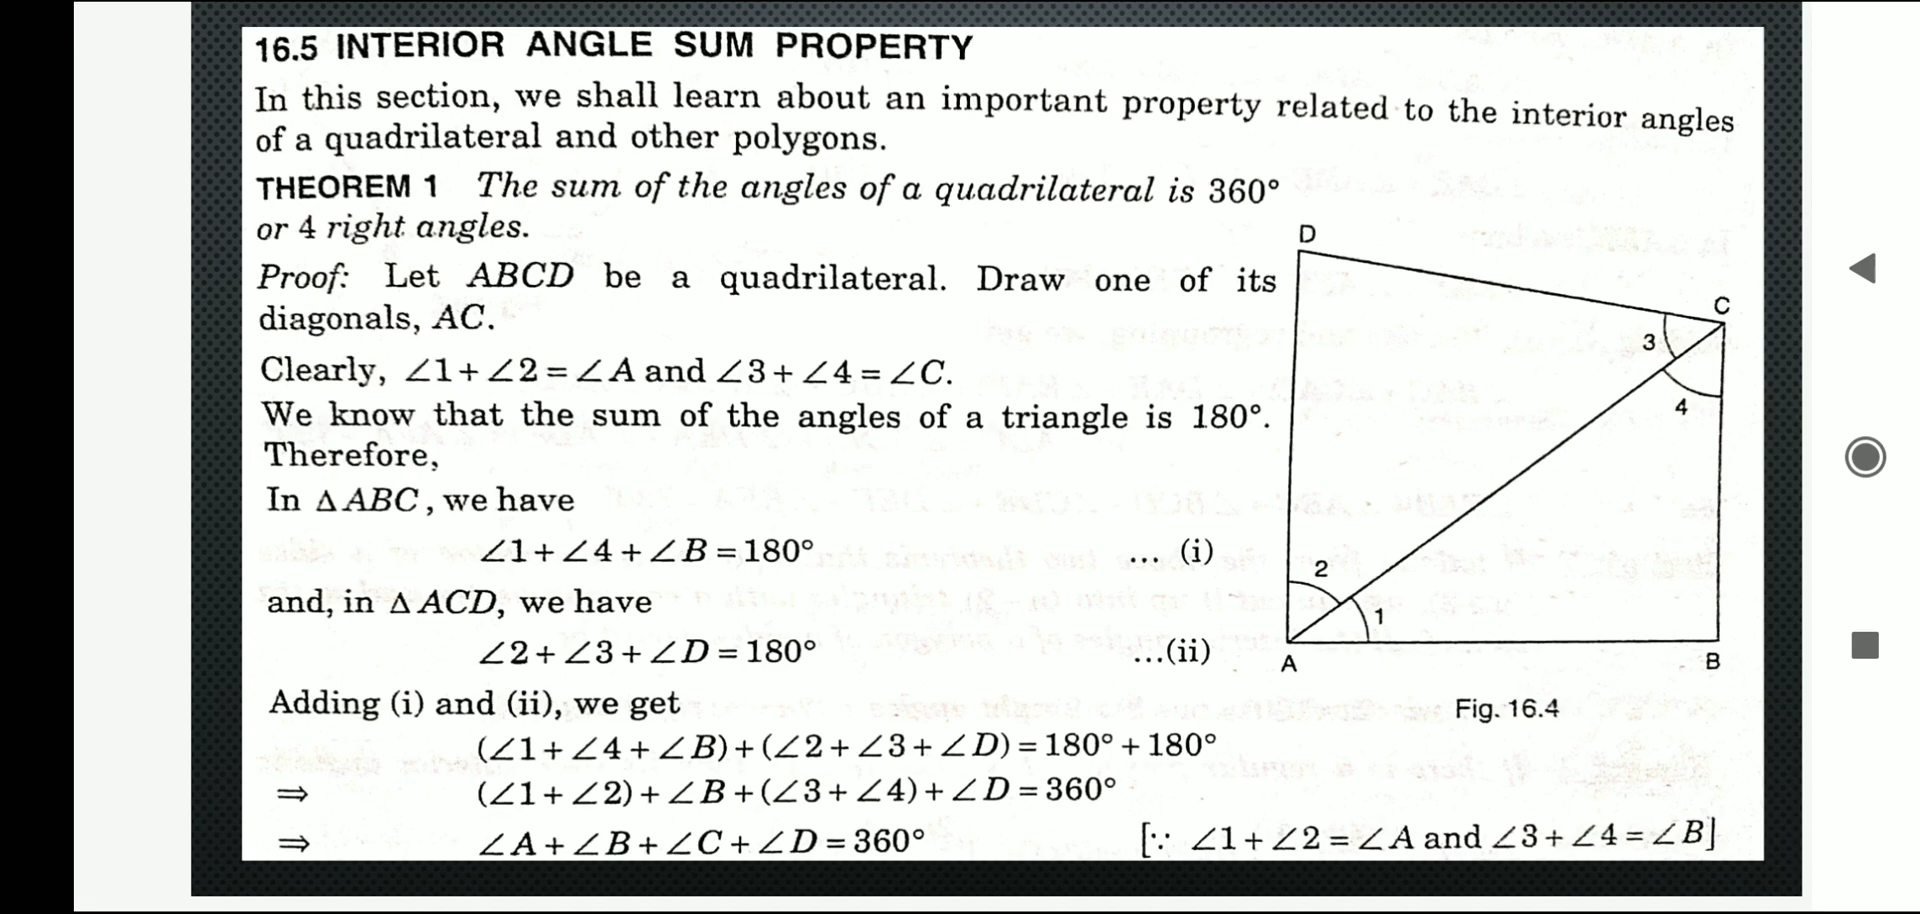 16.5 INTERIOR ANGLE SUM PROPERTY
In this section, we shall learn about an important property related to the interior angles
of a quadrilateral and other polygons.
THEOREM 1 The sum of the angles of a quadrilateral is 360°
or 4 right angles.
Proof: Let ABCD be a quadrilateral. Draw one of its
diagonals, AC.
Clearly, ∠1+∠2=∠A and ∠3+∠4=∠C.
We know that the sum of the angles of a triangle is 180°.
Therefore,
In ΔABC, we have
∠1+∠4+∠B=180° .... (i)
and, in ΔACD, we have
∠2+∠3+∠D=180° ...(ii)
Adding (i) and (ii), we get
(∠1+∠4+∠B)+(∠2+∠3+∠D)=180°+180°
⇒ (∠1+∠2)+∠B+(∠3+∠4)+∠D=360°
⇒ ∠A+∠B+∠C+∠D=360° [∵ ∠1+∠2=∠A and ∠3+∠4=∠B]
D
C
3
4
2
1
A
B
Fig. 16.4